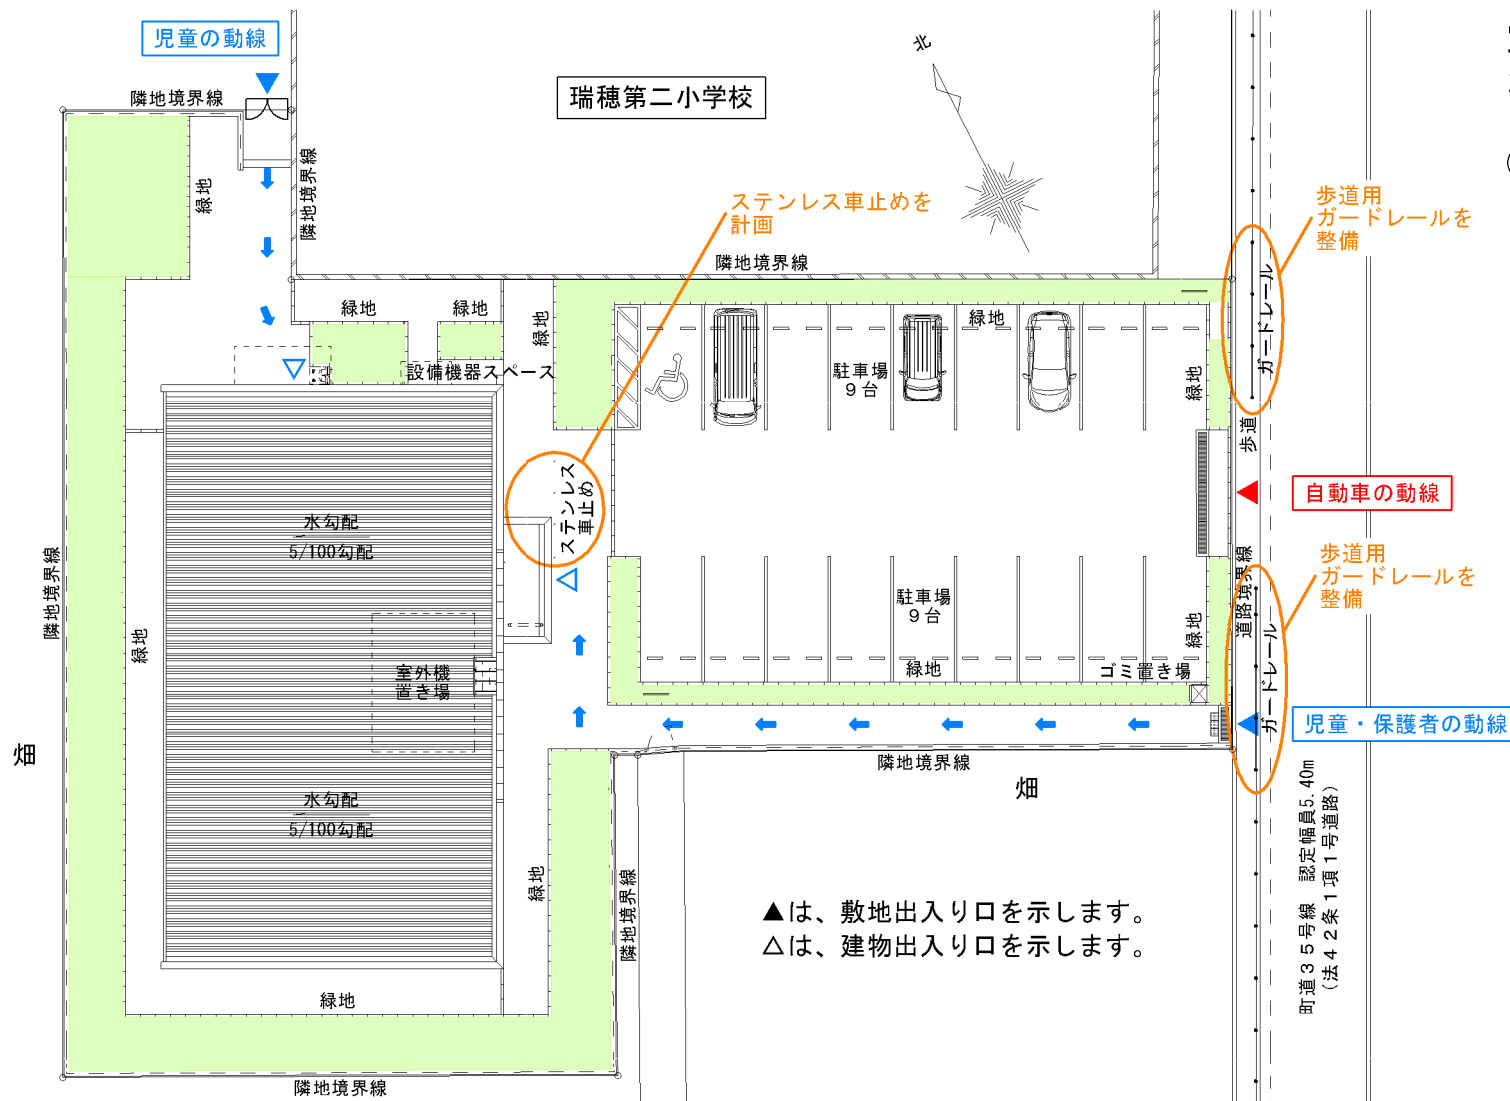 児童の動線
北
隣地境界線
瑞穂第二小学校
緑地
隣地境界線
ステンレス車止めを
計画
歩道用
ガードレールを
整備
隣地境界線
ガードレール
緑地
緑地
緑地
緑地
設備機器スペース
駐車場
9台
緑地
歩道
ステンレス
車止め
自動車の動線
水勾配
5/100勾配
隣地境界線
道路境界線
歩道用
ガードレールを
整備
駐車場
9台
緑地
緑地
ガードレール
室外機
置き場
緑地
ゴミ置き場
児童・保護者の動線
畑
隣地境界線
畑
水勾配
5/100勾配
町道35号線 認定幅員5.40m
(法42条1項1号道路)
緑地
隣地境界線
▲は、敷地出入り口を示します。
△は、建物出入り口を示します。
緑地
隣地境界線